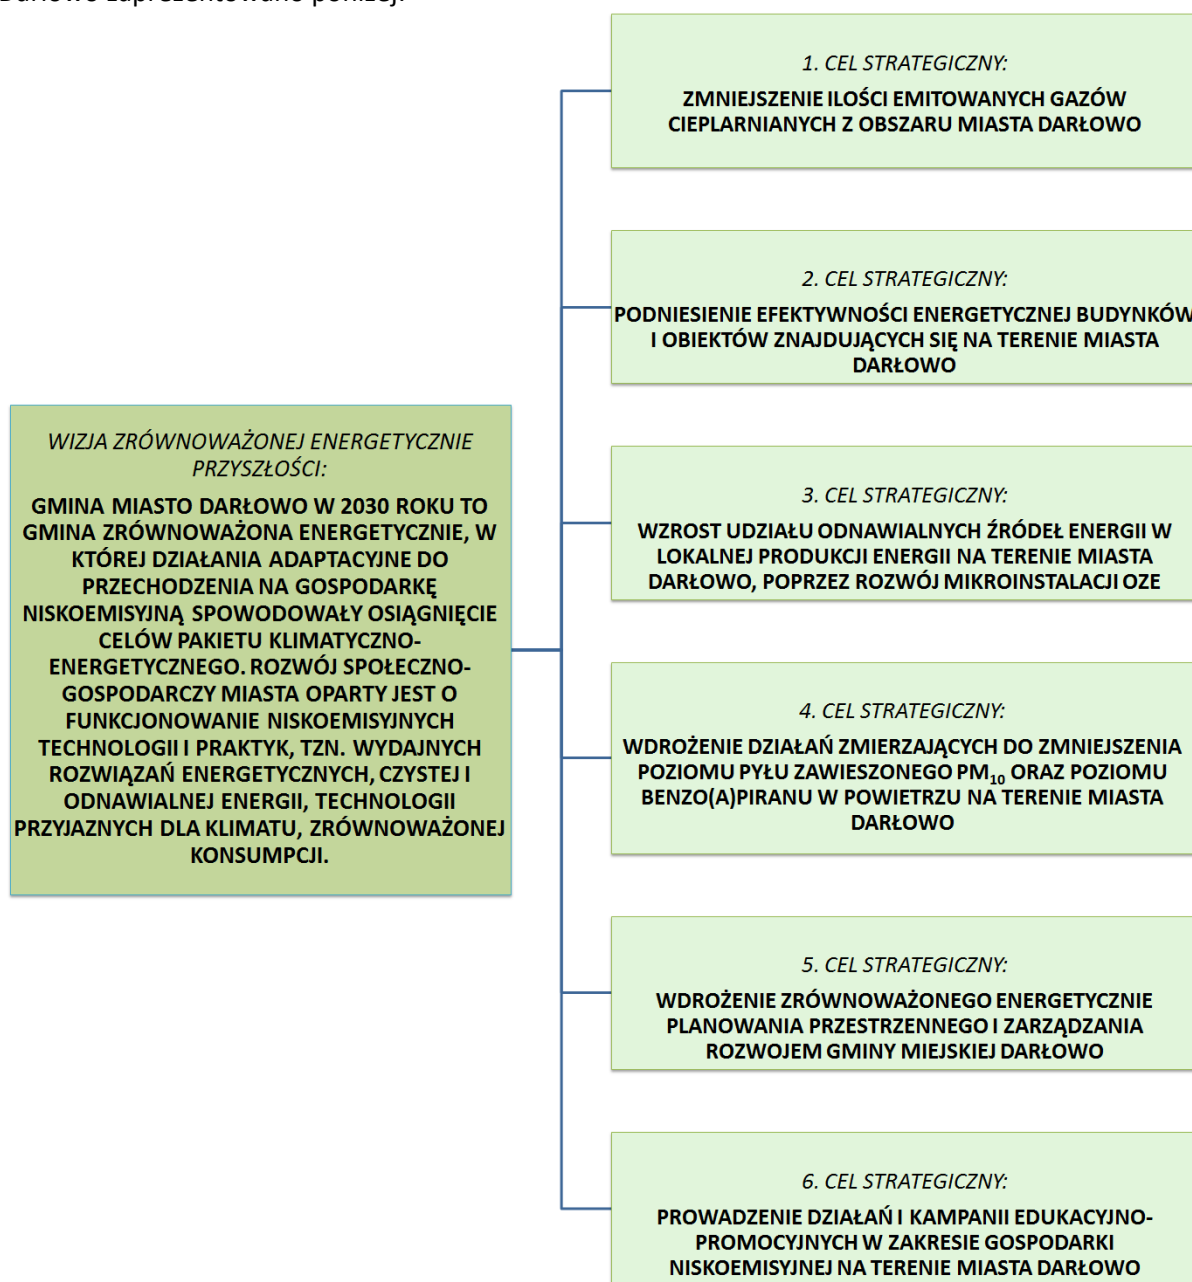 Darłowo zaprezentowano poniżej.
1. CEL STRATEGICZNY:
ZMNIEJSZENIE ILOŚCI EMITOWANYCH GAZÓW
CIEPLARNIANYCH Z OBSZARU MIASTA DARŁOWO
2. CEL STRATEGICZNY:
PODNIESIENIE EFEKTYWNOŚCI ENERGETYCZNEJ BUDYNKÓW
I OBIEKTÓW ZNAJDUJĄCYCH SIĘ NA TERENIE MIASTA
DARŁOWO
WIZJA ZRÓWNOWAŻONEJ ENERGETYCZNIE
PRZYSZŁOŚCI:
GMINA MIASTO DARŁOWO W 2030 ROKU TO
GMINA ZRÓWNOWAŻONA ENERGETYCZNIE, W
KTÓREJ DZIAŁANIA ADAPTACYJNE DO
PRZECHODZENIA NA GOSPODARKĘ
NISKOEMISYJNĄ SPOWODOWAŁY OSIĄGNIĘCIE
CELÓW PAKIETU KLIMATYCZNO-
ENERGETYCZNEGO. ROZWÓJ SPOŁECZNO-
GOSPODARCZY MIASTA OPARTY JEST O
FUNKCJONOWANIE NISKOEMISYJNYCH
TECHNOLOGII I PRAKTYK, TZN. WYDAJNYCH
ROZWIĄZAŃ ENERGETYCZNYCH, CZYSTEJ I
ODNAWIALNEJ ENERGII, TECHNOLOGII
PRZYJAZNYCH DLA KLIMATU, ZRÓWNOWAŻONEJ
KONSUMPCJI.
3. CEL STRATEGICZNY:
WZROST UDZIAŁU ODNAWIALNYCH ŹRÓDEŁ ENERGII W
LOKALNEJ PRODUKCJI ENERGII NA TERENIE MIASTA
DARŁOWO, POPRZEZ ROZWÓJ MIKROINSTALACJI OZE
4. CEL STRATEGICZNY:
WDROŻENIE DZIAŁAŃ ZMIERZAJĄCYCH DO ZMNIEJSZENIA
POZIOMU PYŁU ZAWIESZONEGO PM₁₀ ORAZ POZIOMU
BENZO(A)PIRANU W POWIETRZU NA TERENIE MIASTA
DARŁOWO
5. CEL STRATEGICZNY:
WDROŻENIE ZRÓWNOWAŻONEGO ENERGETYCZNIE
PLANOWANIA PRZESTRZENNEGO I ZARZĄDZANIA
ROZWOJEM GMINY MIEJSKIEJ DARŁOWO
6. CEL STRATEGICZNY:
PROWADZENIE DZIAŁAŃ I KAMPANII EDUKACYJNO-
PROMOCYJNYCH W ZAKRESIE GOSPODARKI
NISKOEMISYJNEJ NA TERENIE MIASTA DARŁOWO